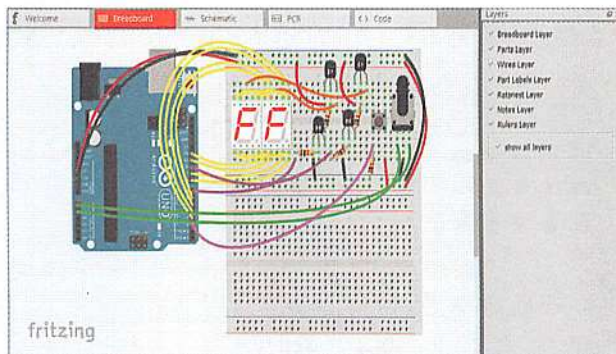 f Welcome
Breadboard
Schematic
PCB
Code
Layers
Breadboard Layer
Parts Layer
Wires Layer
Part Labels Layer
Ratsnest Layer
Notes Layer
Rulers Layer
show all layers
FF
UNO
fritzing